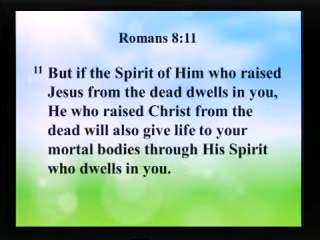 Romans 8:11
11 But if the Spirit of Him who raised
Jesus from the dead dwells in you,
He who raised Christ from the
dead will also give life to your
mortal bodies through His Spirit
who dwells in you.